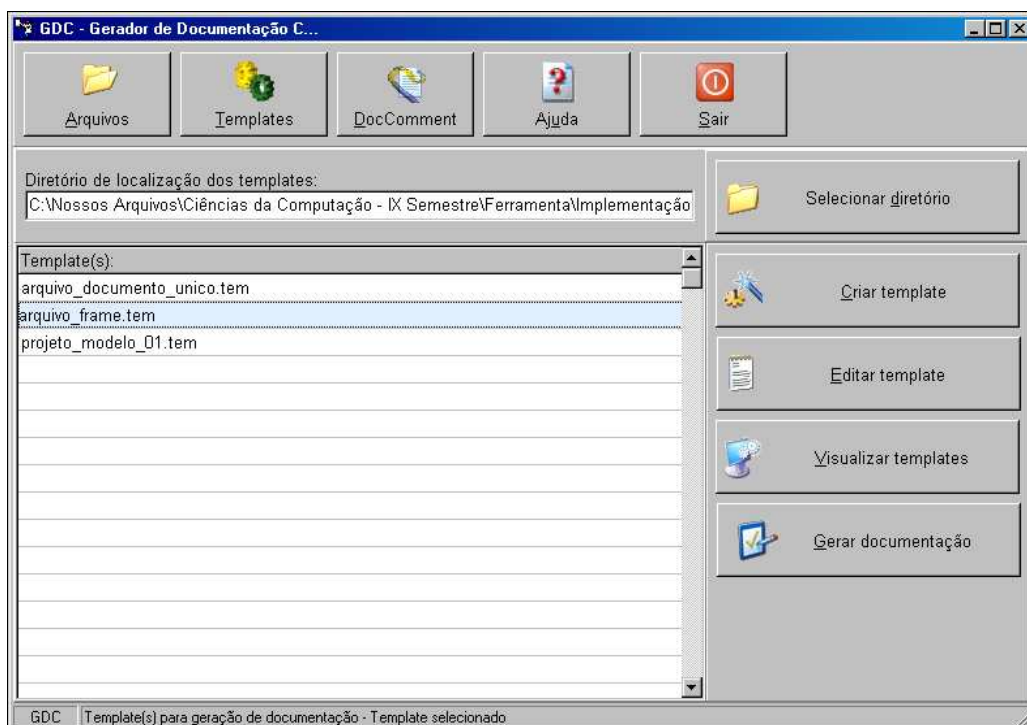 GDC - Gerador de Documentação C...
Arquivos
Templates
DocComment
Ajuda
Sair
Diretório de localização dos templates:
C:\Nossos Arquivos\Ciências da Computação - IX Semestre\Ferramenta\Implementação
Selecionar diretório
Template(s):
arquivo_documento_unico.tem
arquivo_frame.tem
projeto_modelo_01.tem
Criar template
Editar template
Visualizar templates
Gerar documentação
GDC Template(s) para geração de documentação - Template selecionado